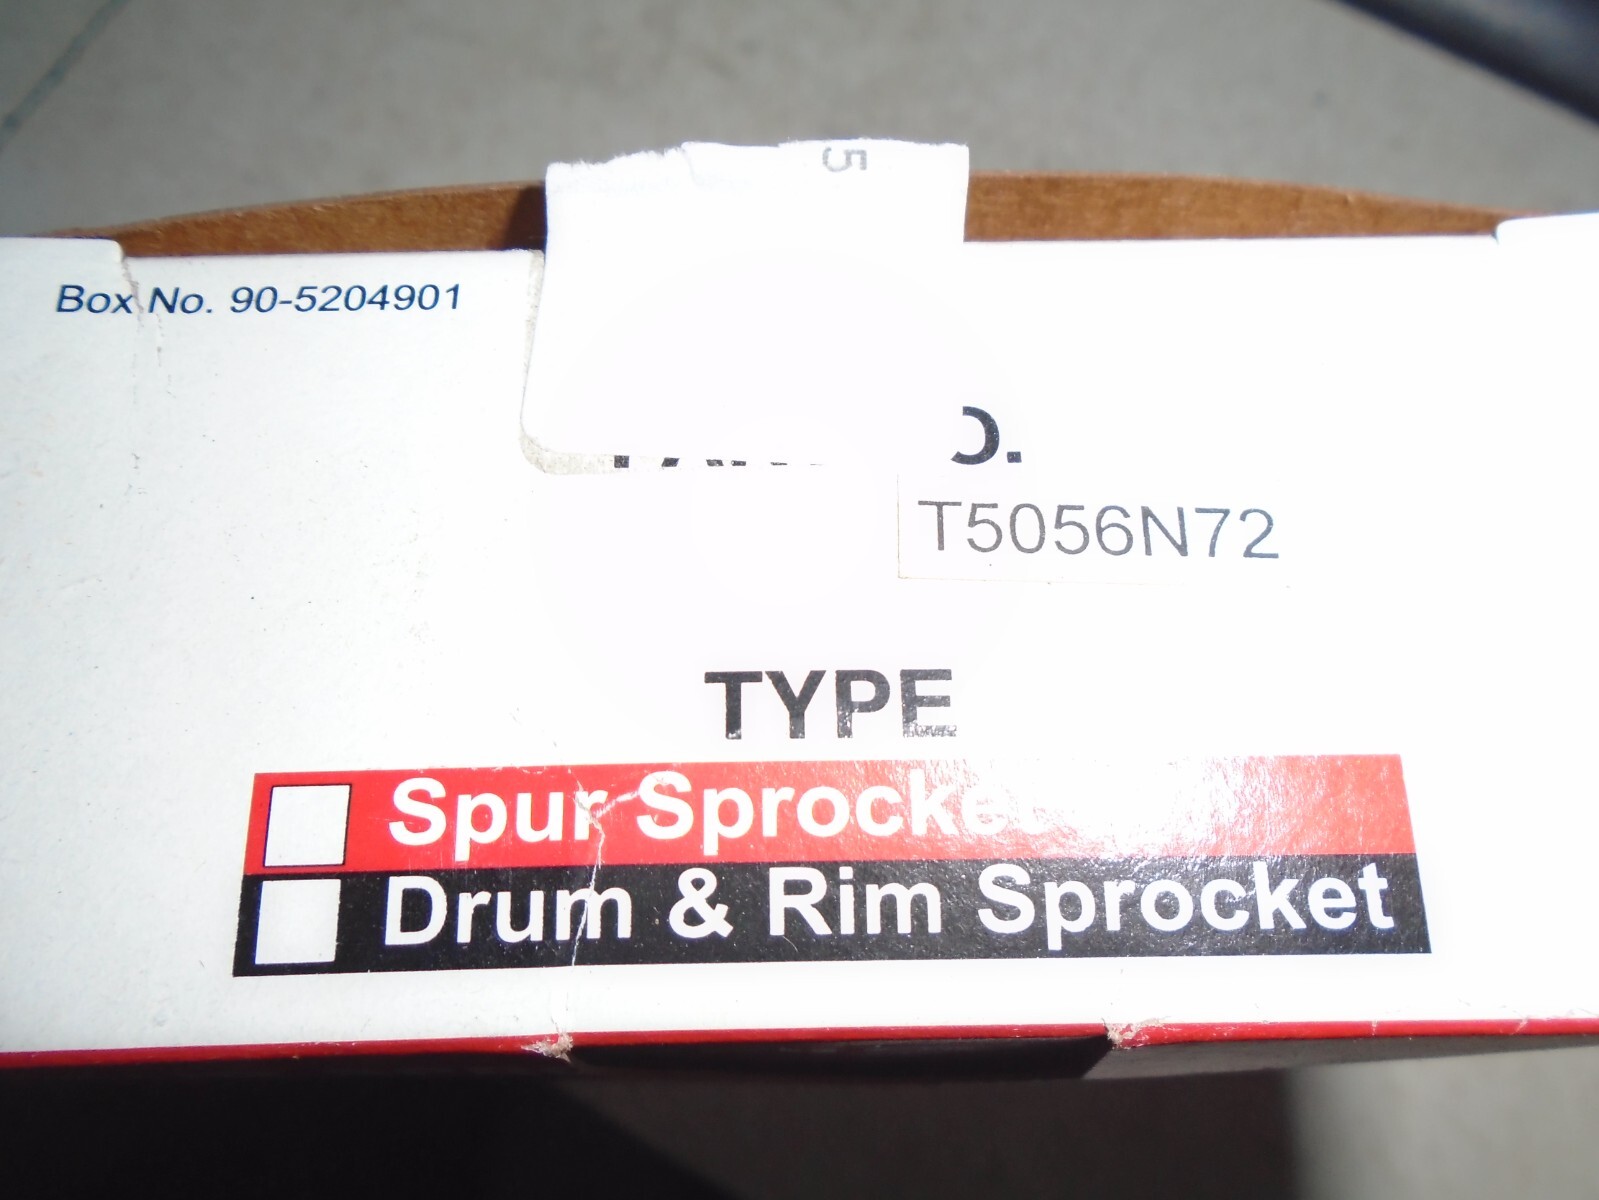 5
Box No. 90-5204901
O.
T5056N72
TYPE
Spur Sprocket
Drum & Rim Sprocket